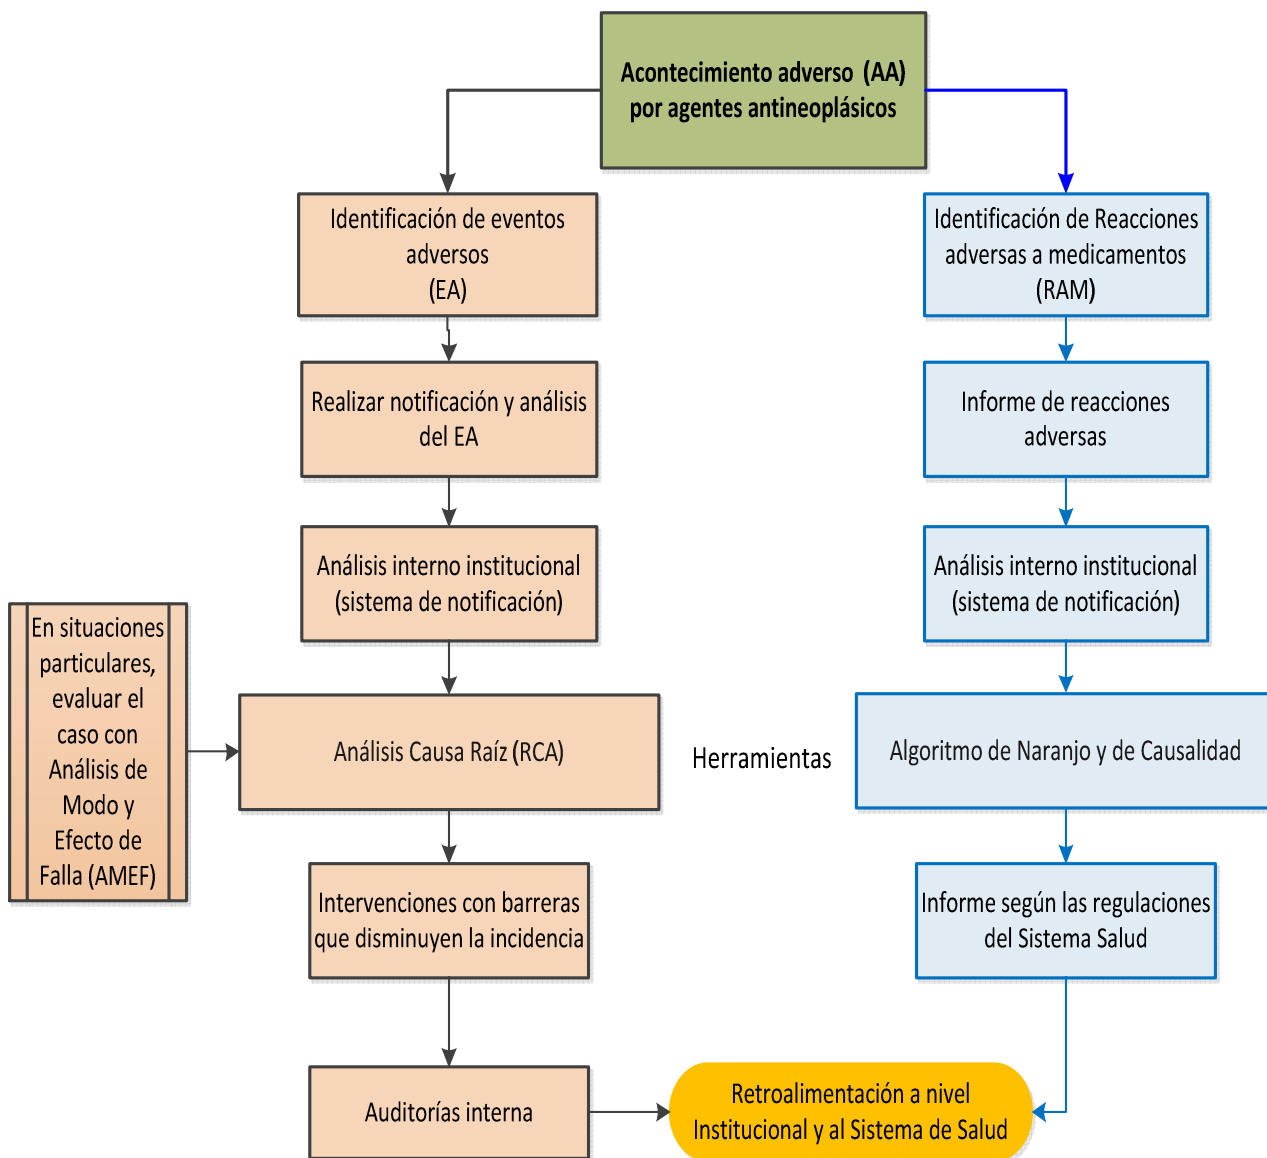 Acontecimiento adverso (AA)
por agentes antineoplásicos
Identificación de eventos
adversos
(EA)
Identificación de Reacciones
adversas a medicamentos
(RAM)
Realizar notificación y análisis
del EA
Informe de reacciones
adversas
Análisis interno institucional
(sistema de notificación)
Análisis interno institucional
(sistema de notificación)
En situaciones
particulares,
evaluar el
caso con
Análisis de
Modo y
Efecto de
Falla (AMEF)
Análisis Causa Raíz (RCA)
Herramientas
Algoritmo de Naranjo y de Causalidad
Intervenciones con barreras
que disminuyen la incidencia
Informe según las regulaciones
del Sistema Salud
Auditorías interna
Retroalimentación a nivel
Institucional y al Sistema de Salud